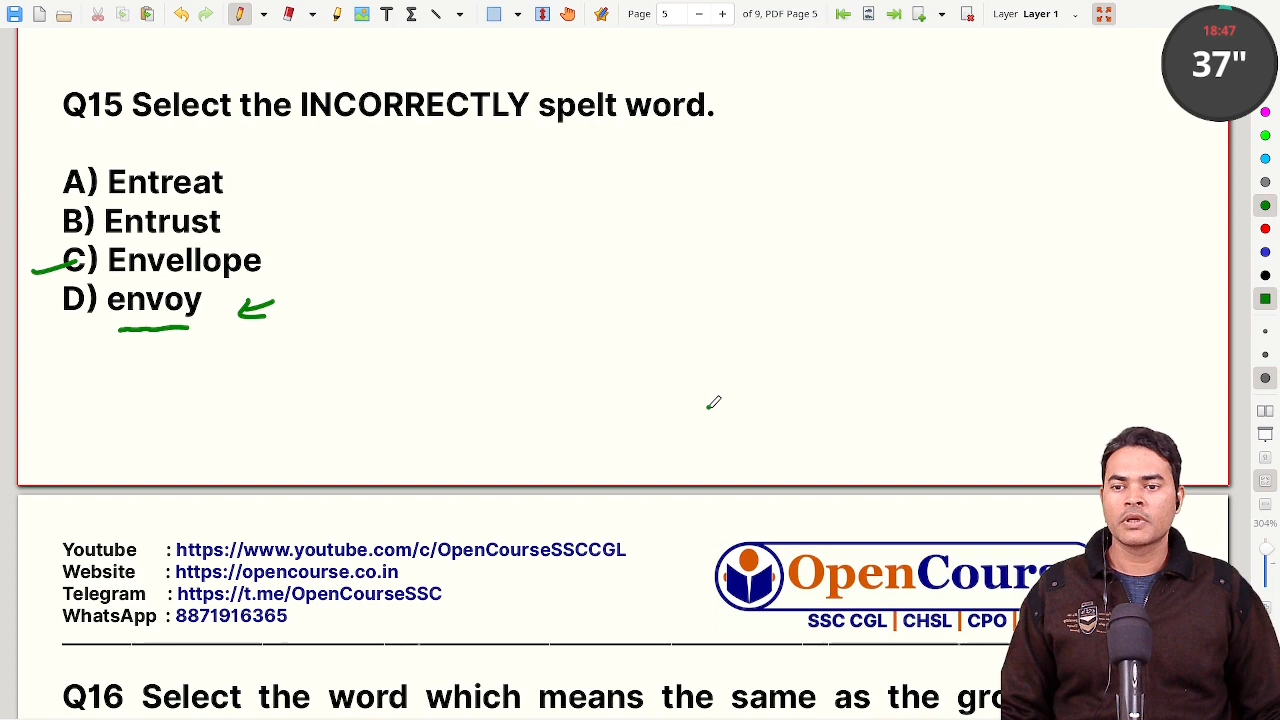 Page 5 of 9, PDF Page 5 Layer Layer 1
18:47
37"
Q15 Select the INCORRECTLY spelt word.
A) Entreat
B) Entrust
C) Envellope
D) envoy
304%
Youtube : https://www.youtube.com/c/OpenCourseSSCCGL
Website : https://opencourse.co.in
Telegram : https://t.me/OpenCourseSSC
WhatsApp : 8871916365
OpenCours
SSC CGL | CHSL | CPO |
Q16 Select the word which means the same as the gro